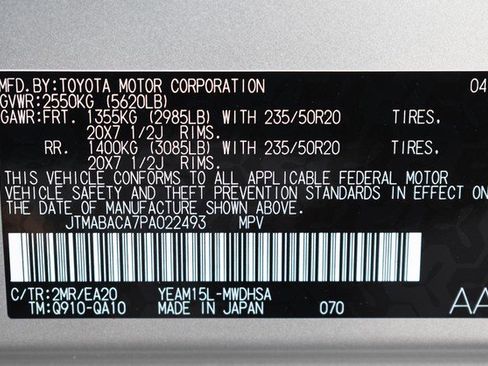 MFD.BY:TOYOTA MOTOR CORPORATION 04
GVWR:2550KG (5620LB)
GAWR:FRT. 1355KG (2985LB) WITH 235/50R20 TIRES,
20X7 1/2J RIMS.
RR. 1400KG (3085LB) WITH 235/50R20 TIRES,
20X7 1/2J RIMS.
THIS VEHICLE CONFORMS TO ALL APPLICABLE FEDERAL MOTOR
VEHICLE SAFETY AND THEFT PREVENTION STANDARDS IN EFFECT ON
THE DATE OF MANUFACTURE SHOWN ABOVE.
JTMABACA7PA022493 MPV
C/TR:2MR/EA20 YEAM15L-MWDHSA
TM:Q910-QA10 MADE IN JAPAN 070 AA